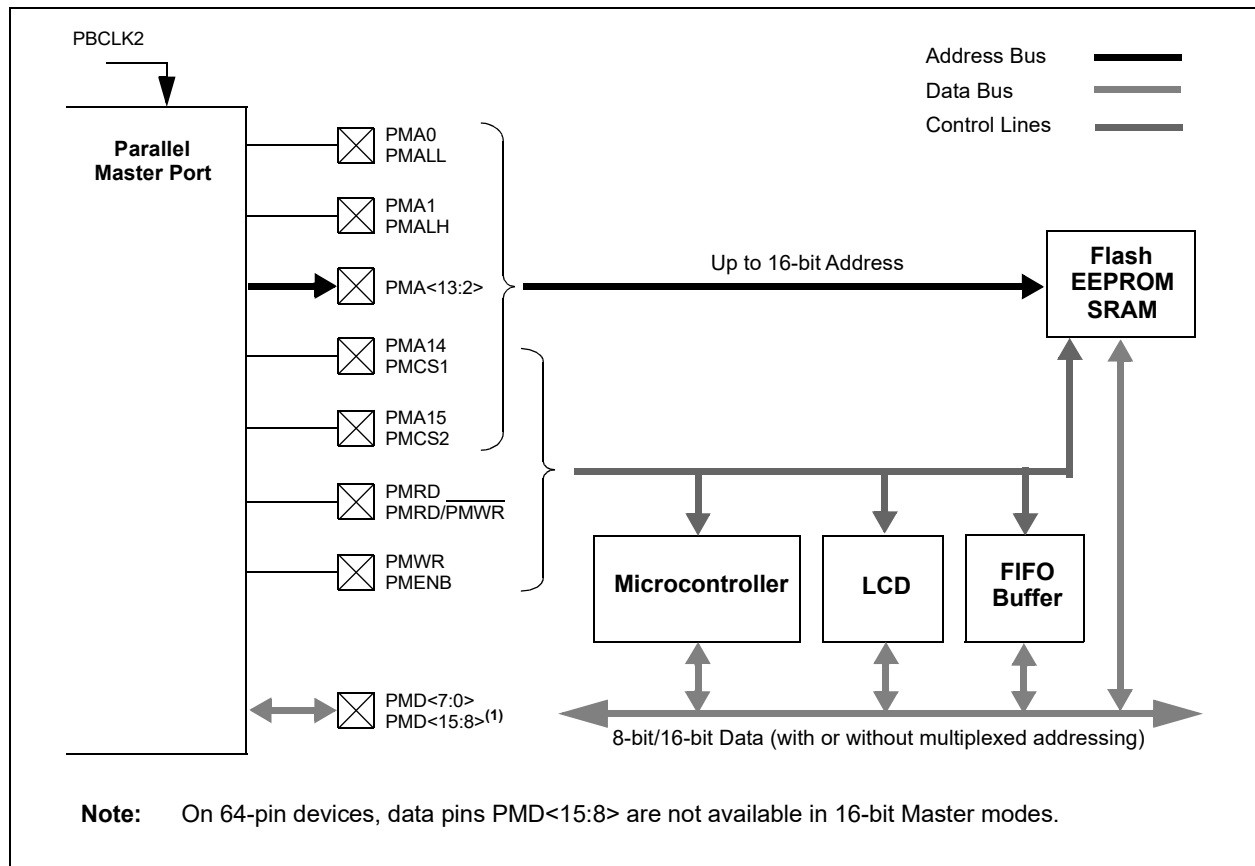 PBCLK2
Address Bus
Data Bus
Control Lines
Parallel
Master Port
PMA0
PMALL
PMA1
PMALH
PMA<13:2>
PMA14
PMCS1
PMA15
PMCS2
PMRD
PMRD/PMWR
PMWR
PMENB
PMD<7:0>
PMD<15:8>(1)
Up to 16-bit Address
Flash
EEPROM
SRAM
Microcontroller
LCD
FIFO
Buffer
8-bit/16-bit Data (with or without multiplexed addressing)
Note: On 64-pin devices, data pins PMD<15:8> are not available in 16-bit Master modes.